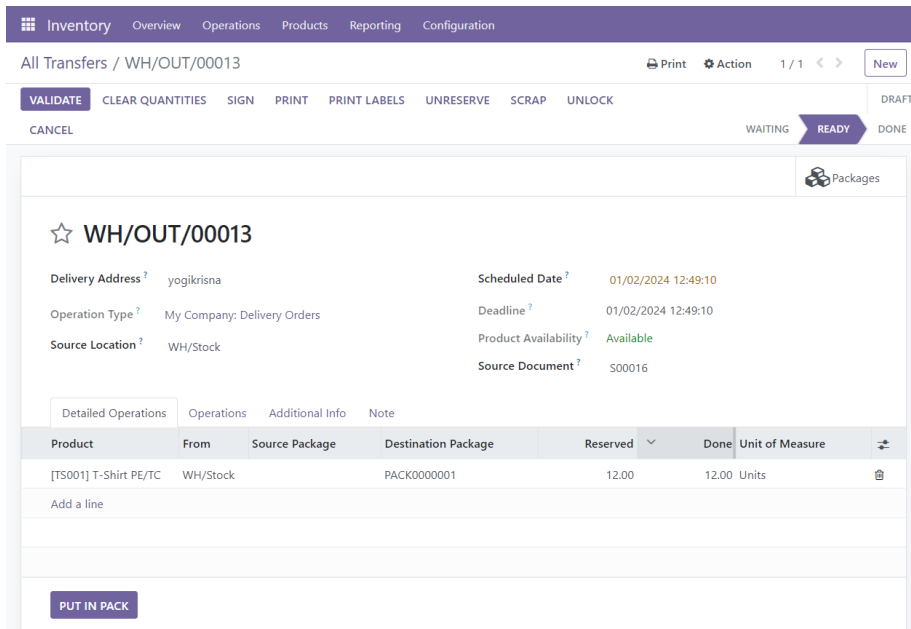 Inventory Overview Operations Products Reporting Configuration
All Transfers / WH/OUT/00013 Print Action 1 / 1 New
VALIDATE CLEAR QUANTITIES SIGN PRINT PRINT LABELS UNRESERVE SCRAP UNLOCK DRAFT
CANCEL WAITING READY DONE
Packages
WH/OUT/00013
Delivery Address ? yogikrisna Scheduled Date ? 01/02/2024 12:49:10
Operation Type ? My Company: Delivery Orders Deadline ? 01/02/2024 12:49:10
Source Location ? WH/Stock Product Availability ? Available
Source Document ? S00016
Detailed Operations Operations Additional Info Note
Product From Source Package Destination Package Reserved Done Unit of Measure
[TS001] T-Shirt PE/TC WH/Stock PACK0000001 12.00 12.00 Units
Add a line
PUT IN PACK